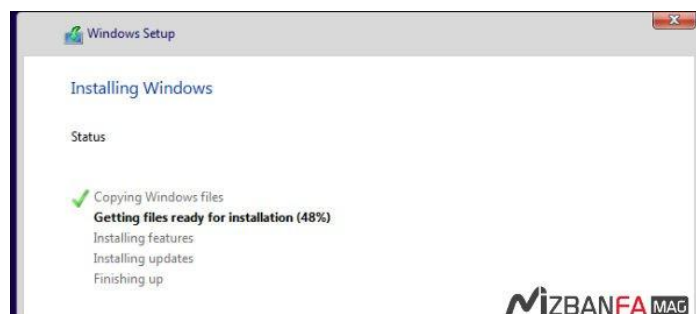 Windows Setup
Installing Windows
Status
Copying Windows files
Getting files ready for installation (48%)
Installing features
Installing updates
Finishing up
MIZBANFA MAG